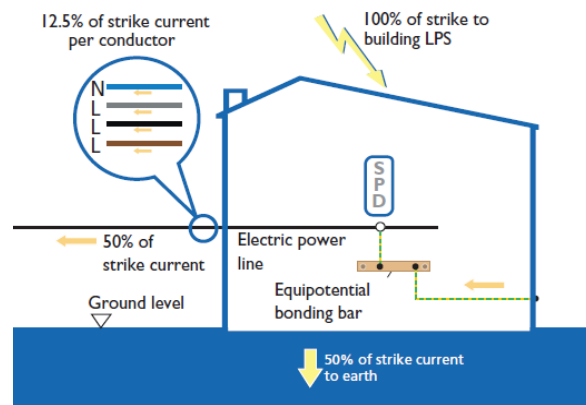 12.5% of strike current
per conductor
100% of strike to
building LPS
N
L
L
L
S
P
D
50% of
strike current
Electric power
line
Equipotential
bonding bar
Ground level
50% of strike current
to earth